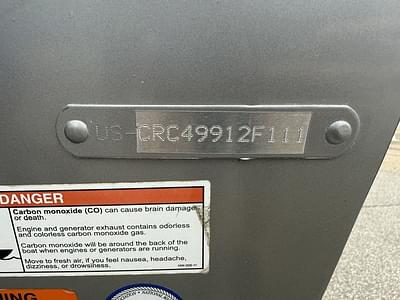 US-CRC49912F111
DANGER
Carbon monoxide (CO) can cause brain damage
or death.
Engine and generator exhaust contains odorless
and colorless carbon monoxide gas.
Carbon monoxide will be around the back of the
boat when engines or generators are running.
Move to fresh air, if you feel nausea, headache,
dizziness, or drowsiness.